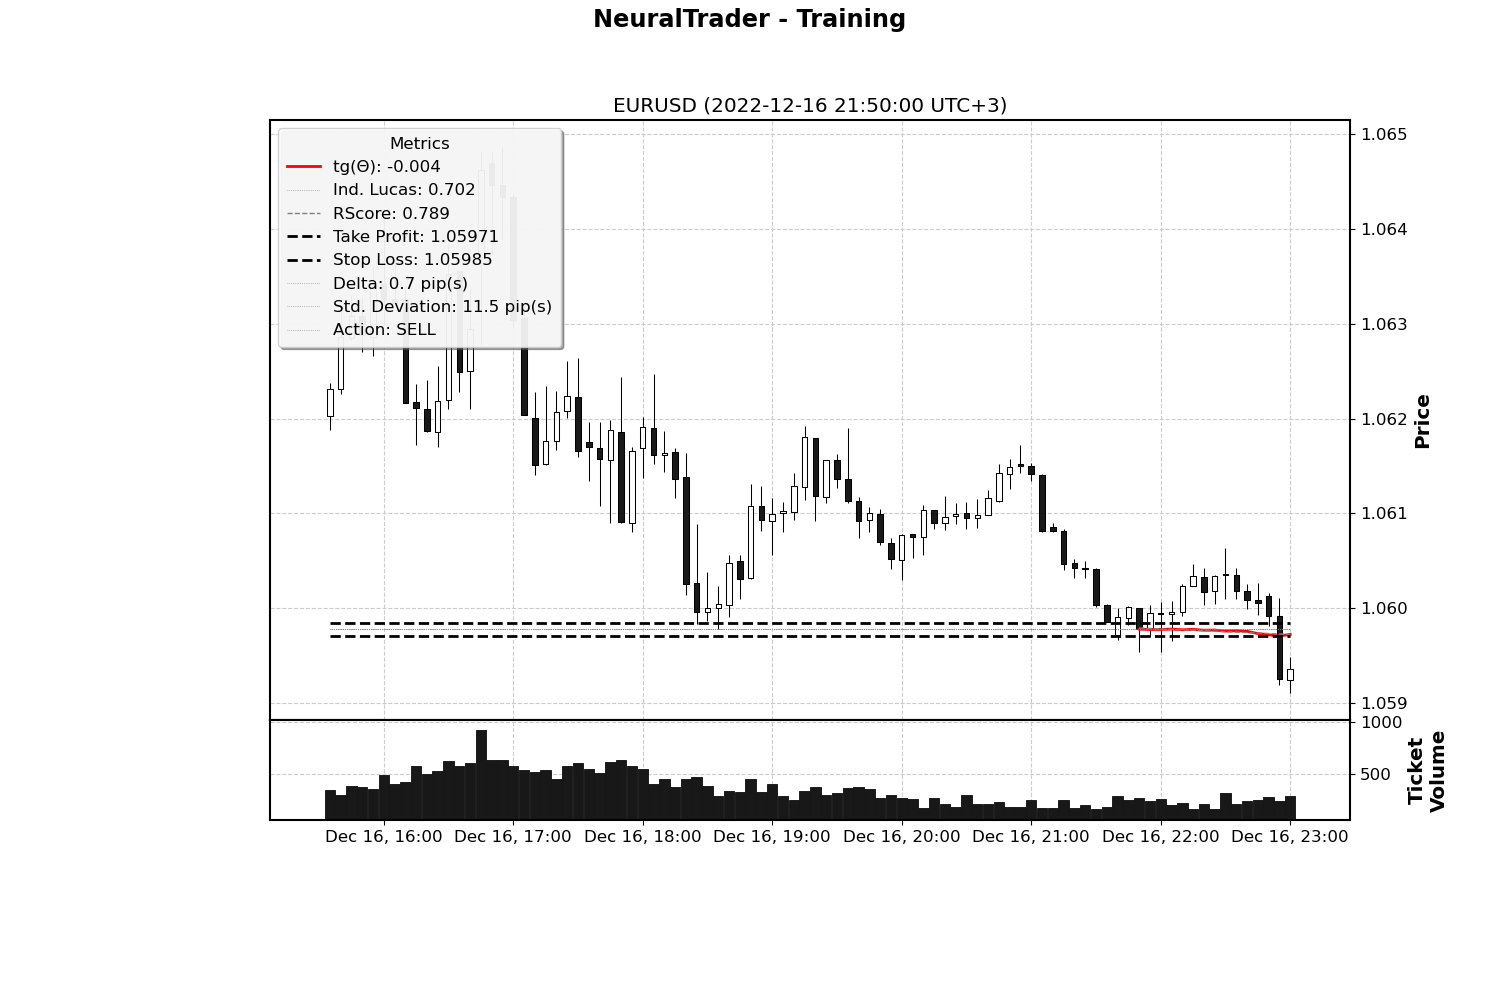 NeuralTrader - Training
EURUSD (2022-12-16 21:50:00 UTC+3)
Metrics
tg(Θ): -0.004
Ind. Lucas: 0.702
RScore: 0.789
Take Profit: 1.05971
Stop Loss: 1.05985
Delta: 0.7 pip(s)
Std. Deviation: 11.5 pip(s)
Action: SELL
1.065
1.064
1.063
1.062
1.061
1.060
1.059
Price
1000
500
Ticket
Volume
Dec 16, 16:00 Dec 16, 17:00 Dec 16, 18:00 Dec 16, 19:00 Dec 16, 20:00 Dec 16, 21:00 Dec 16, 22:00 Dec 16, 23:00